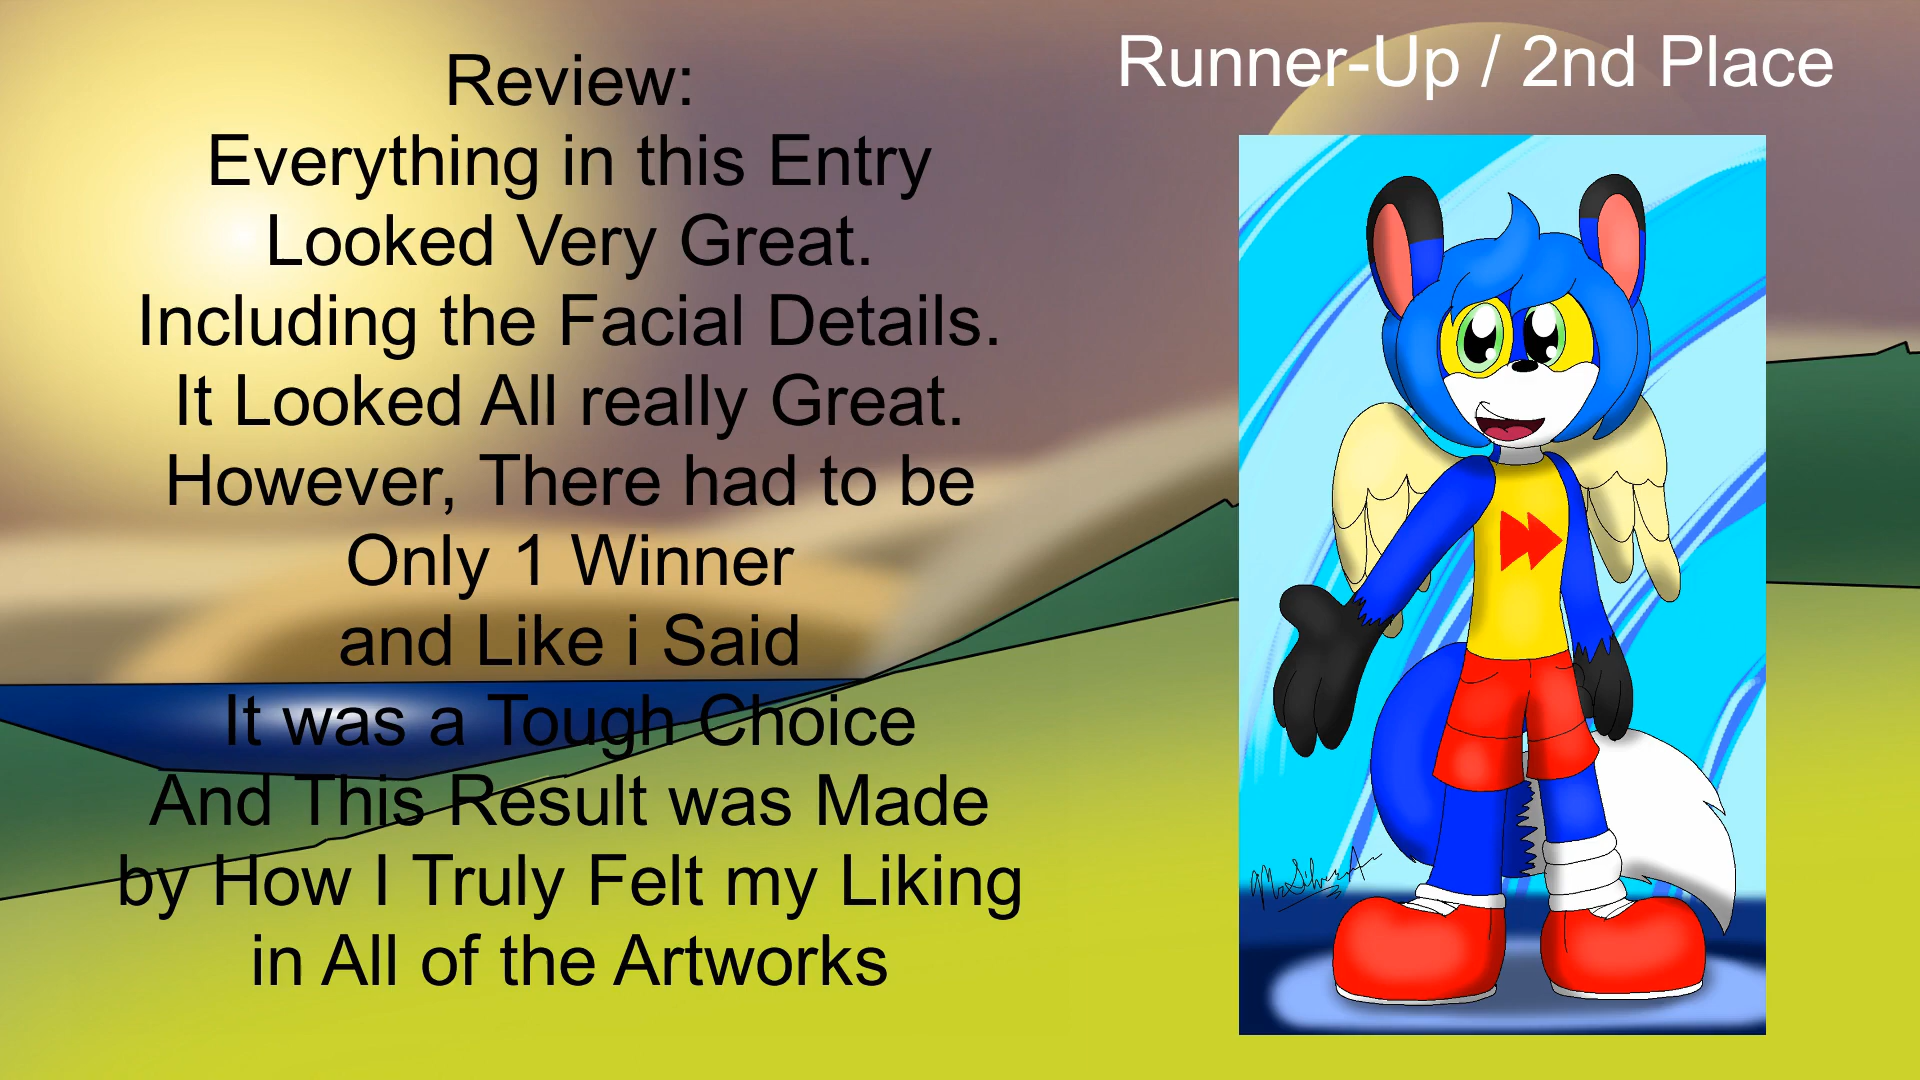 Review:
Everything in this Entry
Looked Very Great.
Including the Facial Details.
It Looked All really Great.
However, There had to be
Only 1 Winner
and Like i Said
It was a Tough Choice
And This Result was Made
by How I Truly Felt my Liking
in All of the Artworks
Runner-Up / 2nd Place